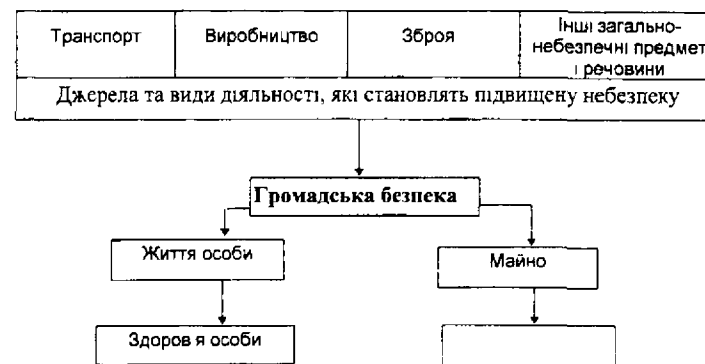 Транспорт
Виробництво
Зброя
Інші загально-
небезпечні предмет
і речовини
Джерела та види діяльності, які становлять підвищену небезпеку
Громадська безпека
Життя особи
Майно
Здоров я особи